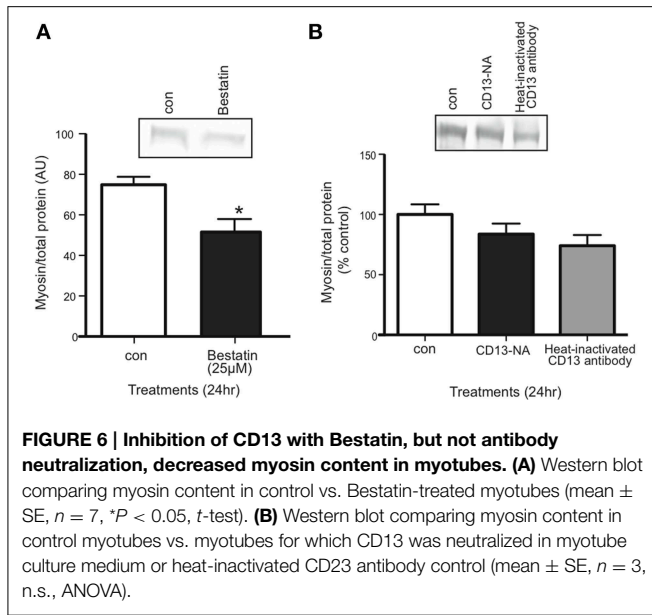 A
B
con
Bestatin
con
CD13-NA
Heat-inactivated
CD13 antibody
Myosin/total protein (AU)
100
80
60
40
20
0
*
con
Bestatin
(25µM)
Treatments (24hr)
Myosin/total protein
(% control)
150
100
50
0
con
CD13-NA
Heat-inactivated
CD13 antibody
Treatments (24hr)
FIGURE 6 | Inhibition of CD13 with Bestatin, but not antibody
neutralization, decreased myosin content in myotubes. (A) Western blot
comparing myosin content in control vs. Bestatin-treated myotubes (mean ±
SE, n = 7, *P < 0.05, t-test). (B) Western blot comparing myosin content in
control myotubes vs. myotubes for which CD13 was neutralized in myotube
culture medium or heat-inactivated CD23 antibody control (mean ± SE, n = 3,
n.s., ANOVA).